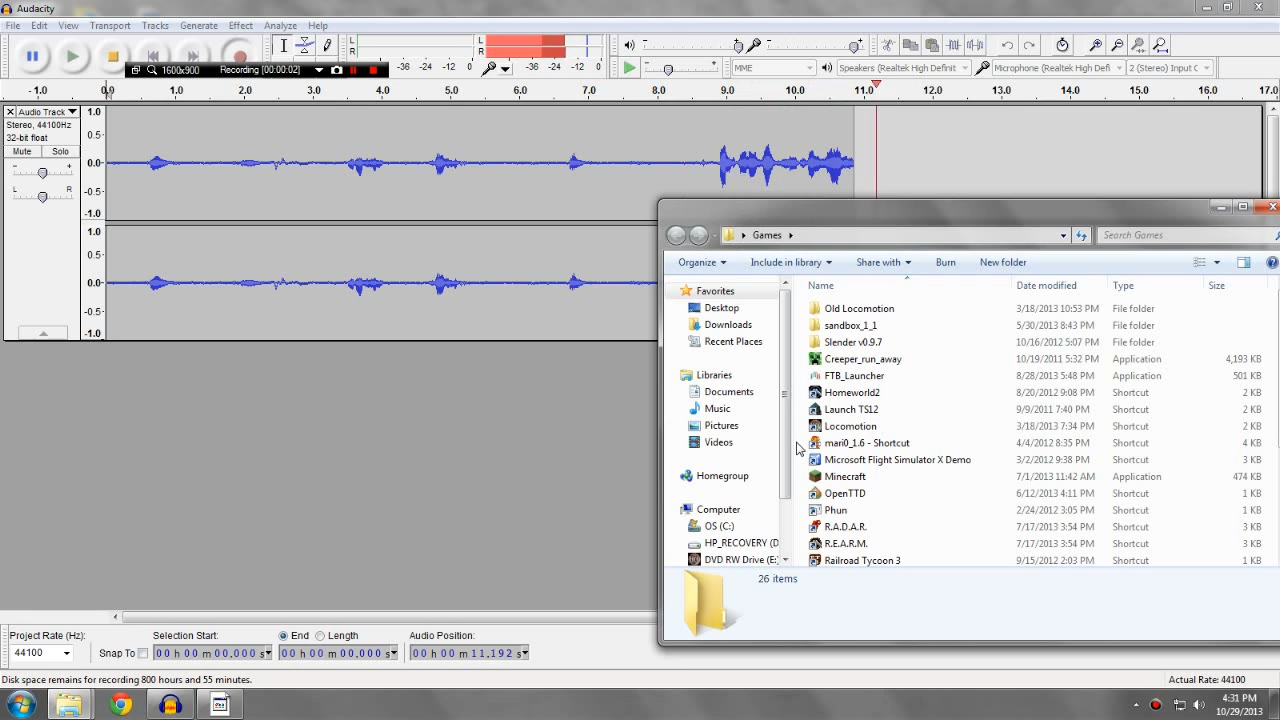 Audacity
File Edit View Transport Tracks Generate Effect Analyze Help
L R -36 -24 -12 0
L R -36 -24 -12 0
1600x900 Recording [00:00:02]
MME Speakers (Realtek High Definit Microphone (Realtek High Defi 2 (Stereo) Input C
-1.0 0.0 1.0 2.0 3.0 4.0 5.0 6.0 7.0 8.0 9.0 10.0 11.0 12.0 13.0 14.0 15.0 16.0 17.0
Audio Track
Stereo, 44100Hz
32-bit float
Mute Solo
- +
L R
1.0
0.5
0.0
-0.5
-1.0
1.0
0.5
0.0
-0.5
-1.0
Games
Search Games
Organize Include in library Share with Burn New folder
Favorites
Desktop
Downloads
Recent Places
Libraries
Documents
Music
Pictures
Videos
Homegroup
Computer
OS (C:)
HP_RECOVERY (D
DVD RW Drive (E:
Name Date modified Type Size
Old Locomotion 3/18/2013 10:53 PM File folder
sandbox_1_1 5/30/2013 8:43 PM File folder
Slender v0.9.7 10/16/2012 5:07 PM File folder
Creeper_run_away 10/19/2011 5:32 PM Application 4,193 KB
FTB_Launcher 8/28/2013 5:48 PM Application 501 KB
Homeworld2 8/20/2012 9:08 PM Shortcut 2 KB
Launch TS12 9/9/2011 7:40 PM Shortcut 2 KB
Locomotion 3/18/2013 7:34 PM Shortcut 2 KB
mari0_1.6 - Shortcut 4/4/2012 8:35 PM Shortcut 4 KB
Microsoft Flight Simulator X Demo 3/2/2012 9:38 PM Shortcut 3 KB
Minecraft 7/1/2013 11:42 AM Application 474 KB
OpenTTD 6/12/2013 4:11 PM Shortcut 1 KB
Phun 2/24/2012 3:05 PM Shortcut 1 KB
R.A.D.A.R. 7/17/2013 3:54 PM Shortcut 3 KB
R.E.A.R.M. 7/17/2013 3:54 PM Shortcut 3 KB
Railroad Tycoon 3 9/15/2012 2:03 PM Shortcut 1 KB
26 items
Project Rate (Hz): Selection Start: End Length Audio Position:
44100 Snap To 00 h 00 m 00.000 s 00 h 00 m 00.000 s 00 h 00 m 11.192 s
Disk space remains for recording 800 hours and 55 minutes. Actual Rate: 44100
4:31 PM
10/29/2013